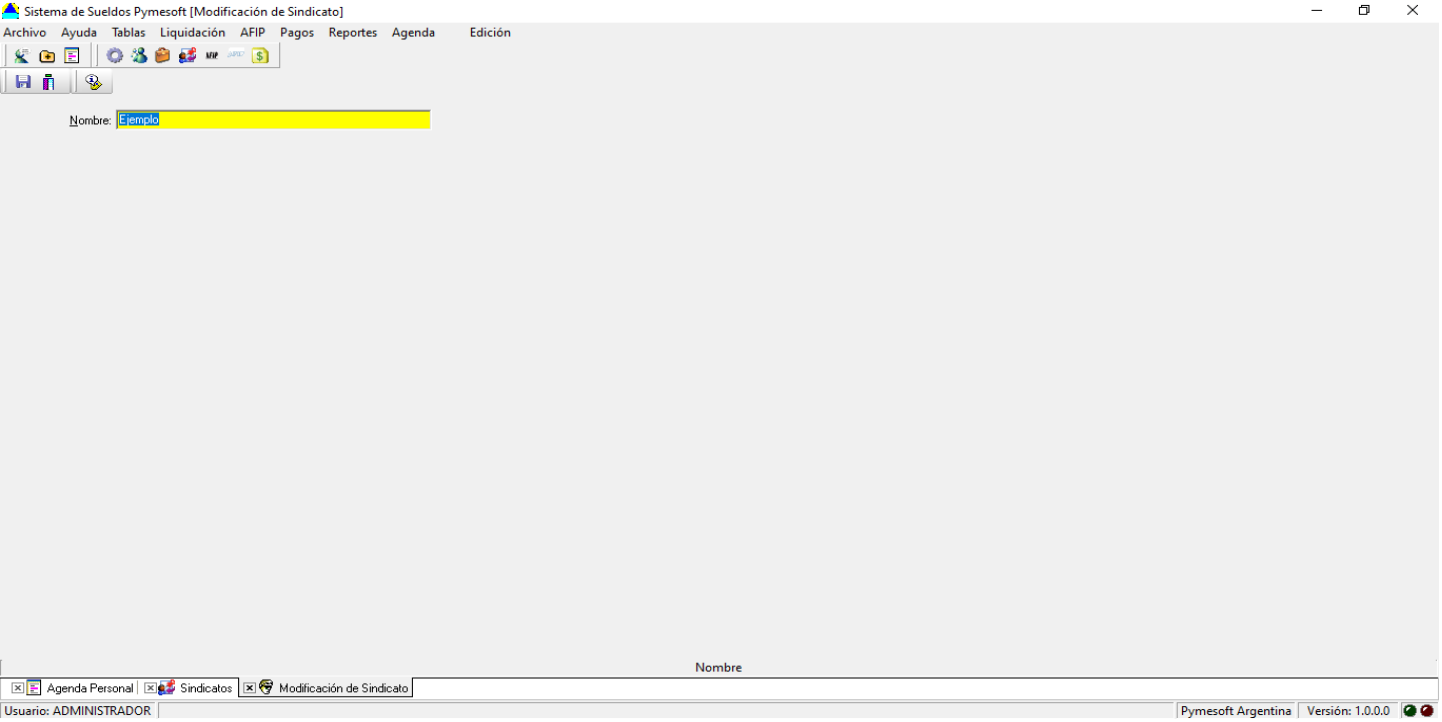 Sistema de Sueldos Pymesoft [Modificación de Sindicato]
Archivo Ayuda Tablas Liquidación AFIP Pagos Reportes Agenda Edición
AFIP
Nombre: Ejemplo
Nombre
Agenda Personal Sindicatos Modificación de Sindicato
Usuario: ADMINISTRADOR Pymesoft Argentina Versión: 1.0.0.0